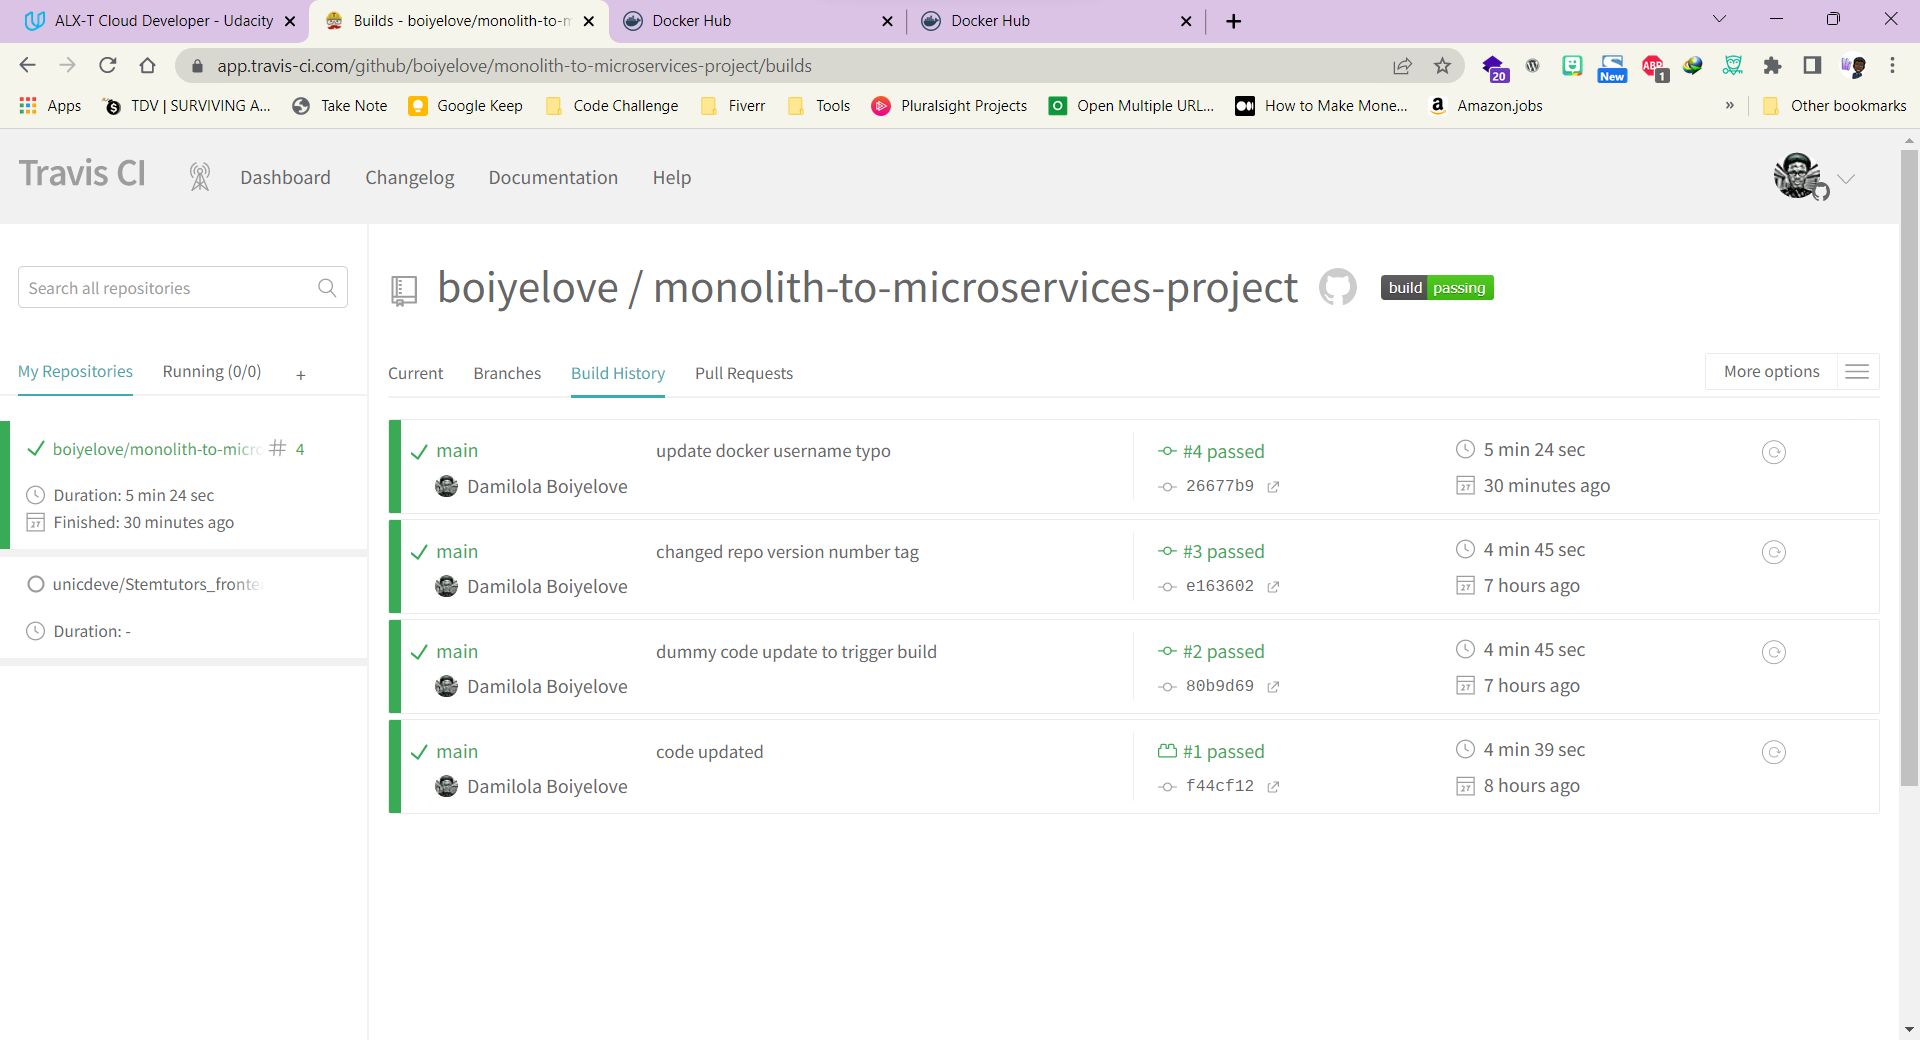 ALX-T Cloud Developer - Udacity
Builds - boiyelove/monolith-to-m
Docker Hub
Docker Hub
app.travis-ci.com/github/boiyelove/monolith-to-microservices-project/builds
20
New
ABP
1
Apps
TDV | SURVIVING A...
Take Note
Google Keep
Code Challenge
Fiverr
Tools
Pluralsight Projects
Open Multiple URL...
How to Make Mone...
Amazon.jobs
»
Other bookmarks
Travis CI
Dashboard
Changelog
Documentation
Help
Search all repositories
boiyelove / monolith-to-microservices-project
build passing
My Repositories
Running (0/0)
+
Current
Branches
Build History
Pull Requests
More options
boiyelove/monolith-to-micro # 4
Duration: 5 min 24 sec
Finished: 30 minutes ago
unicdeve/Stemtutors_fronte
Duration: -
main
update docker username typo
#4 passed
5 min 24 sec
Damilola Boiyelove
26677b9
30 minutes ago
main
changed repo version number tag
#3 passed
4 min 45 sec
Damilola Boiyelove
e163602
7 hours ago
main
dummy code update to trigger build
#2 passed
4 min 45 sec
Damilola Boiyelove
80b9d69
7 hours ago
main
code updated
#1 passed
4 min 39 sec
Damilola Boiyelove
f44cf12
8 hours ago